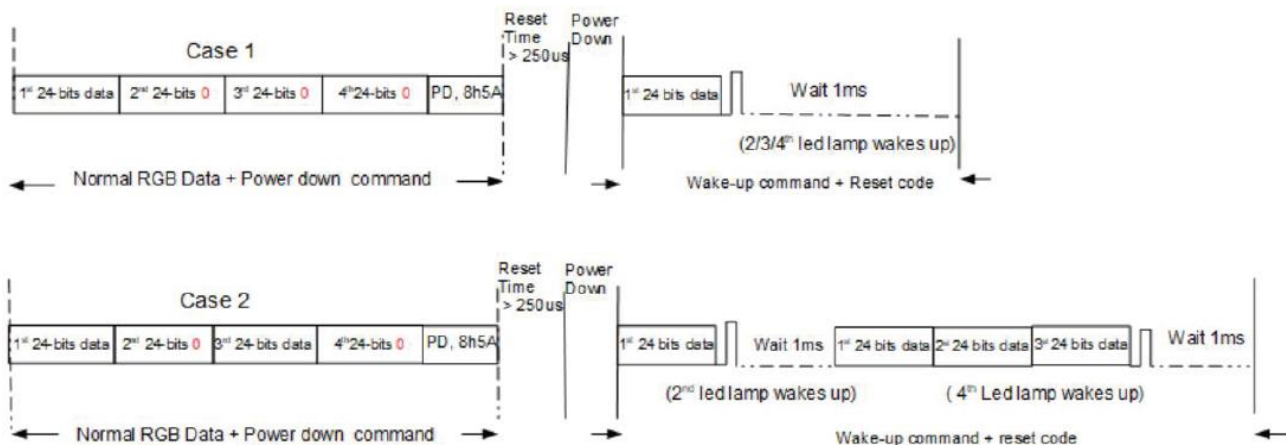 Case 1
Reset Time > 250us
Power Down
1st 24-bits data
2nd 24-bits 0
3rd 24-bits 0
4th 24-bits 0
PD, 8h5A
1st 24 bits data
Wait 1ms
(2/3/4th led lamp wakes up)
Normal RGB Data + Power down command
Wake-up command + Reset code
Case 2
Reset Time > 250us
Power Down
1st 24-bits data
2nd 24-bits 0
3rd 24-bits data
4th 24-bits 0
PD, 8h5A
1st 24 bits data
Wait 1ms
1st 24 bits data
2nd 24 bits data
3rd 24 bits data
Wait 1ms
(2nd led lamp wakes up)
( 4th Led lamp wakes up)
Normal RGB Data + Power down command
Wake-up command + reset code